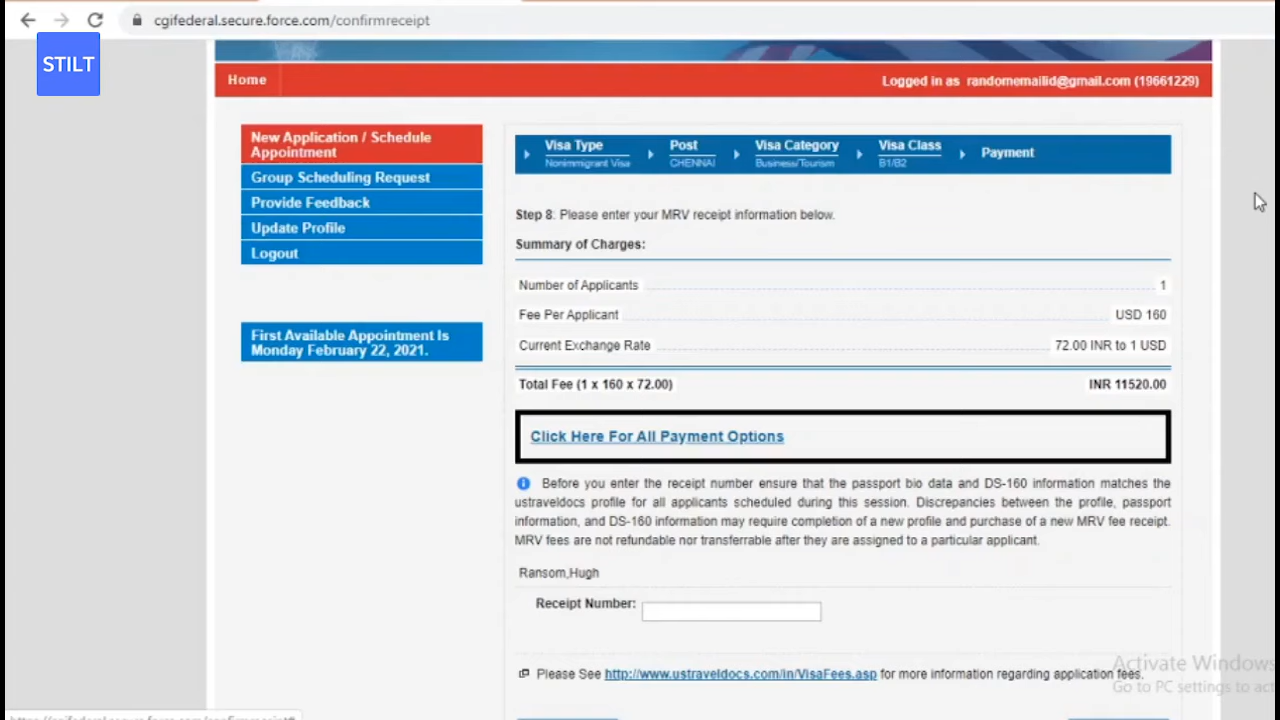 cgifederal.secure.force.com/confirmreceipt
STILT
Home
Logged in as randomemailid@gmail.com (19661229)
New Application / Schedule
Appointment
Group Scheduling Request
Provide Feedback
Update Profile
Logout
First Available Appointment Is
Monday February 22, 2021.
Visa Type
Nonimmigrant Visa
Post
CHENNAI
Visa Category
Business/Tourism
Visa Class
B1/B2
Payment
Step 8: Please enter your MRV receipt information below.
Summary of Charges:
Number of Applicants 1
Fee Per Applicant USD 160
Current Exchange Rate 72.00 INR to 1 USD
Total Fee (1 x 160 x 72.00) INR 11520.00
Click Here For All Payment Options
Before you enter the receipt number ensure that the passport bio data and DS-160 information matches the
ustraveldocs profile for all applicants scheduled during this session. Discrepancies between the profile, passport
information, and DS-160 information may require completion of a new profile and purchase of a new MRV fee receipt.
MRV fees are not refundable nor transferrable after they are assigned to a particular applicant.
Ransom,Hugh
Receipt Number:
Please See http://www.ustraveldocs.com/in/VisaFees.asp for more information regarding application fees.
Activate Windows
Go to PC settings to